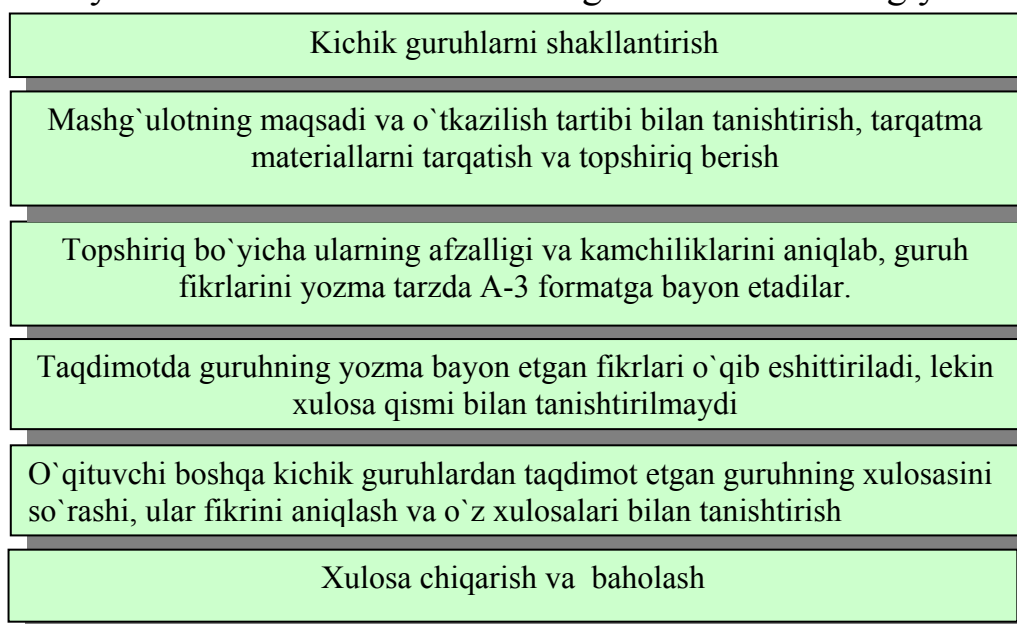 Kichik guruhlarni shakllantirish
Mashg`ulotning maqsadi va o`tkazilish tartibi bilan tanishtirish, tarqatma
materiallarni tarqatish va topshiriq berish
Topshiriq bo`yicha ularning afzalligi va kamchiliklarini aniqlab, guruh
fikrlarini yozma tarzda A-3 formatga bayon etadilar.
Taqdimotda guruhning yozma bayon etgan fikrlari o`qib eshittiriladi, lekin
xulosa qismi bilan tanishtirilmaydi
O`qituvchi boshqa kichik guruhlardan taqdimot etgan guruhning xulosasini
so`rashi, ular fikrini aniqlash va o`z xulosalari bilan tanishtirish
Xulosa chiqarish va baholash